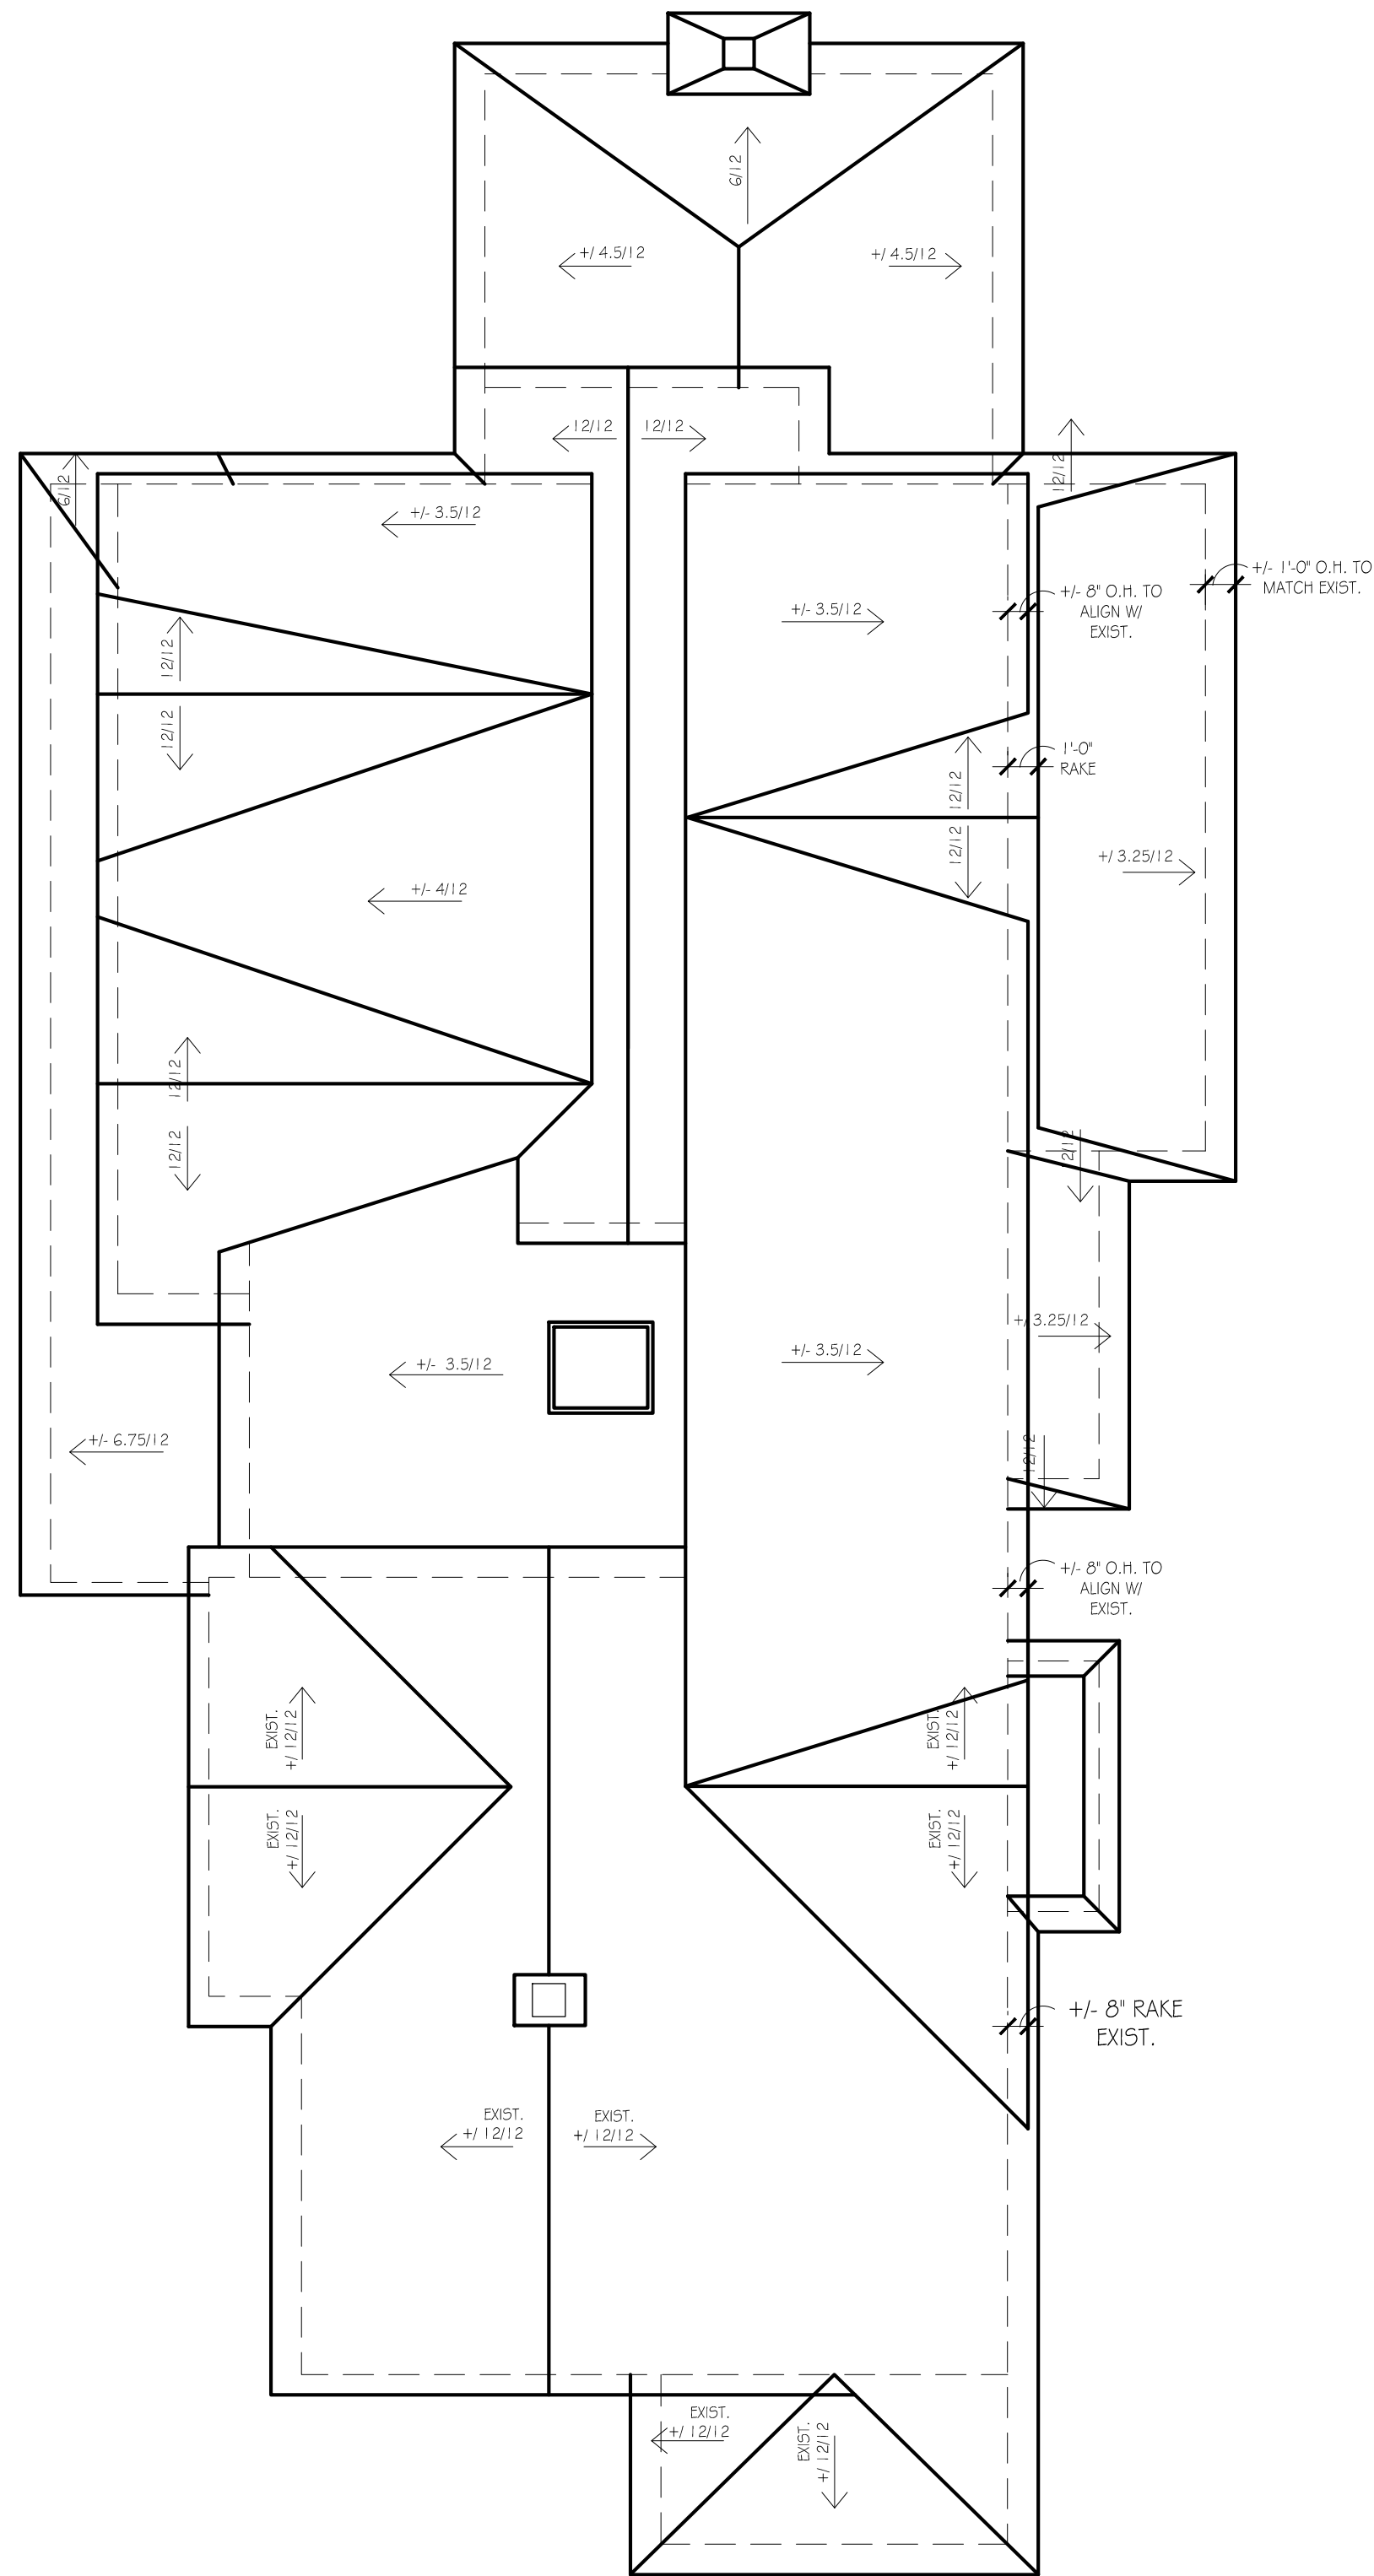 6/12
+/ 4.5/12
+/ 4.5/12
12/12
12/12
12/12
6/12
+/- 3.5/12
+/- 1'-0" O.H. TO
MATCH EXIST.
+/- 8" O.H. TO
ALIGN W/
EXIST.
+/- 3.5/12
12/12
12/12
1'-0"
RAKE
12/12
12/12
+/ 3.25/12
+/- 4/12
12/12
12/12
12/12
+/ 3.25/12
+/- 3.5/12
+/- 3.5/12
+/- 6.75/12
12/12
+/- 8" O.H. TO
ALIGN W/
EXIST.
EXIST.
+/ 12/12
EXIST.
+/ 12/12
EXIST.
+/ 12/12
EXIST.
+/ 12/12
+/- 8" RAKE
EXIST.
EXIST.
+/ 12/12
EXIST.
+/ 12/12
EXIST.
+/ 12/12
EXIST.
+/ 12/12